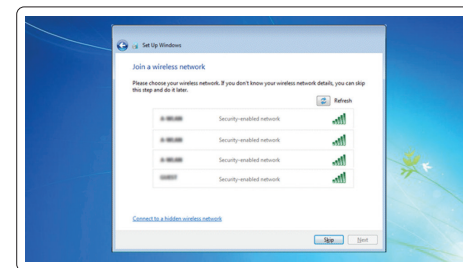 Set Up Windows
Join a wireless network
Please choose your wireless network. If you don't know your wireless network details, you can skip
this step and do it later.
Refresh
Security-enabled network
Security-enabled network
Security-enabled network
Security-enabled network
Connect to a hidden wireless network
Skip Next